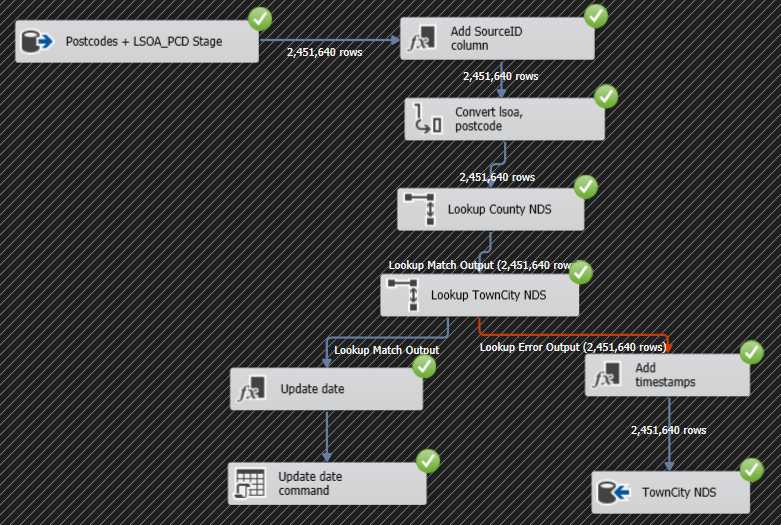 Postcodes + LSOA_PCD Stage
2,451,640 rows
Add SourceID
column
2,451,640 rows
Convert lsoa,
postcode
2,451,640 rows
Lookup County NDS
Lookup Match Output (2,451,640 rows
Lookup TownCity NDS
Lookup Match Output
Lookup Error Output (2,451,640 rows)
Update date
Add
timestamps
2,451,640 rows
Update date
command
TownCity NDS